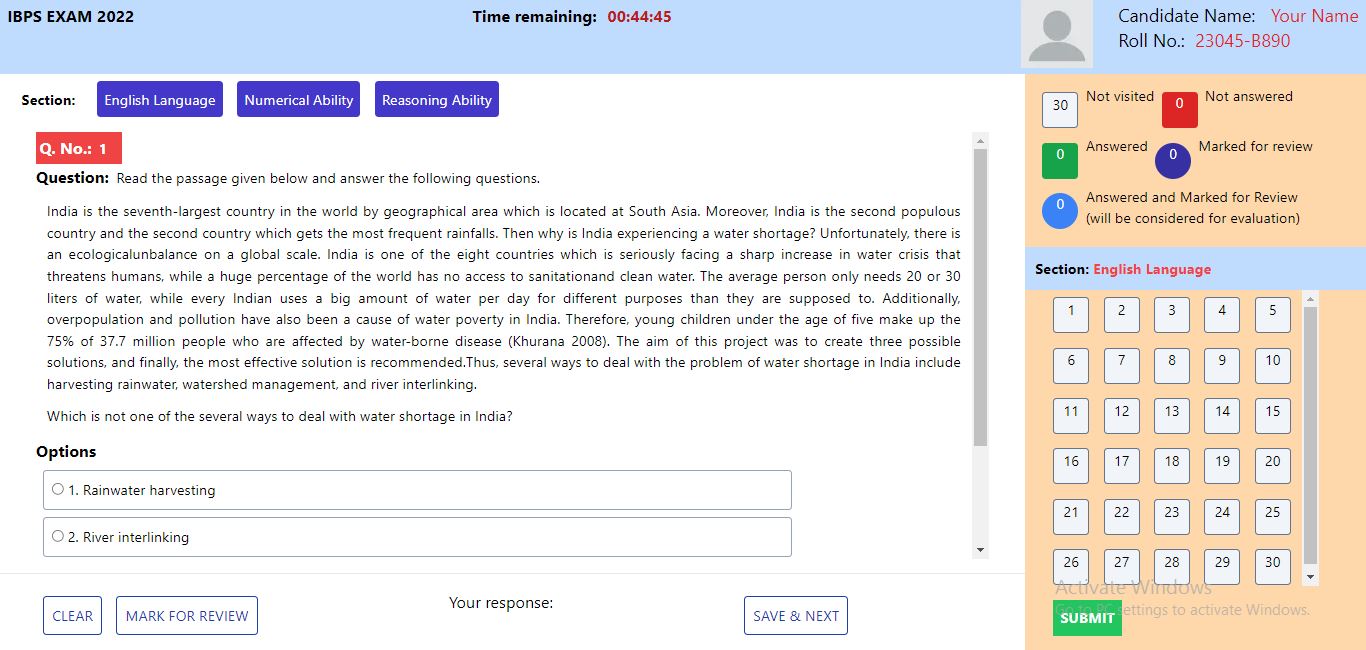 IBPS EXAM 2022
Time remaining: 00:44:45
Candidate Name: Your Name
Roll No.: 23045-B890
Section: English Language Numerical Ability Reasoning Ability
Q. No.: 1
Question: Read the passage given below and answer the following questions.
India is the seventh-largest country in the world by geographical area which is located at South Asia. Moreover, India is the second populous
country and the second country which gets the most frequent rainfalls. Then why is India experiencing a water shortage? Unfortunately, there is
an ecologicalunbalance on a global scale. India is one of the eight countries which is seriously facing a sharp increase in water crisis that
threatens humans, while a huge percentage of the world has no access to sanitationand clean water. The average person only needs 20 or 30
liters of water, while every Indian uses a big amount of water per day for different purposes than they are supposed to. Additionally,
overpopulation and pollution have also been a cause of water poverty in India. Therefore, young children under the age of five make up the
75% of 37.7 million people who are affected by water-borne disease (Khurana 2008). The aim of this project was to create three possible
solutions, and finally, the most effective solution is recommended.Thus, several ways to deal with the problem of water shortage in India include
harvesting rainwater, watershed management, and river interlinking.
Which is not one of the several ways to deal with water shortage in India?
Options
1. Rainwater harvesting
2. River interlinking
CLEAR MARK FOR REVIEW Your response: SAVE & NEXT
30 Not visited 0 Not answered
0 Answered 0 Marked for review
0 Answered and Marked for Review
(will be considered for evaluation)
Section: English Language
1 2 3 4 5
6 7 8 9 10
11 12 13 14 15
16 17 18 19 20
21 22 23 24 25
26 27 28 29 30
Activate Windows
Go to PC settings to activate Windows.
SUBMIT